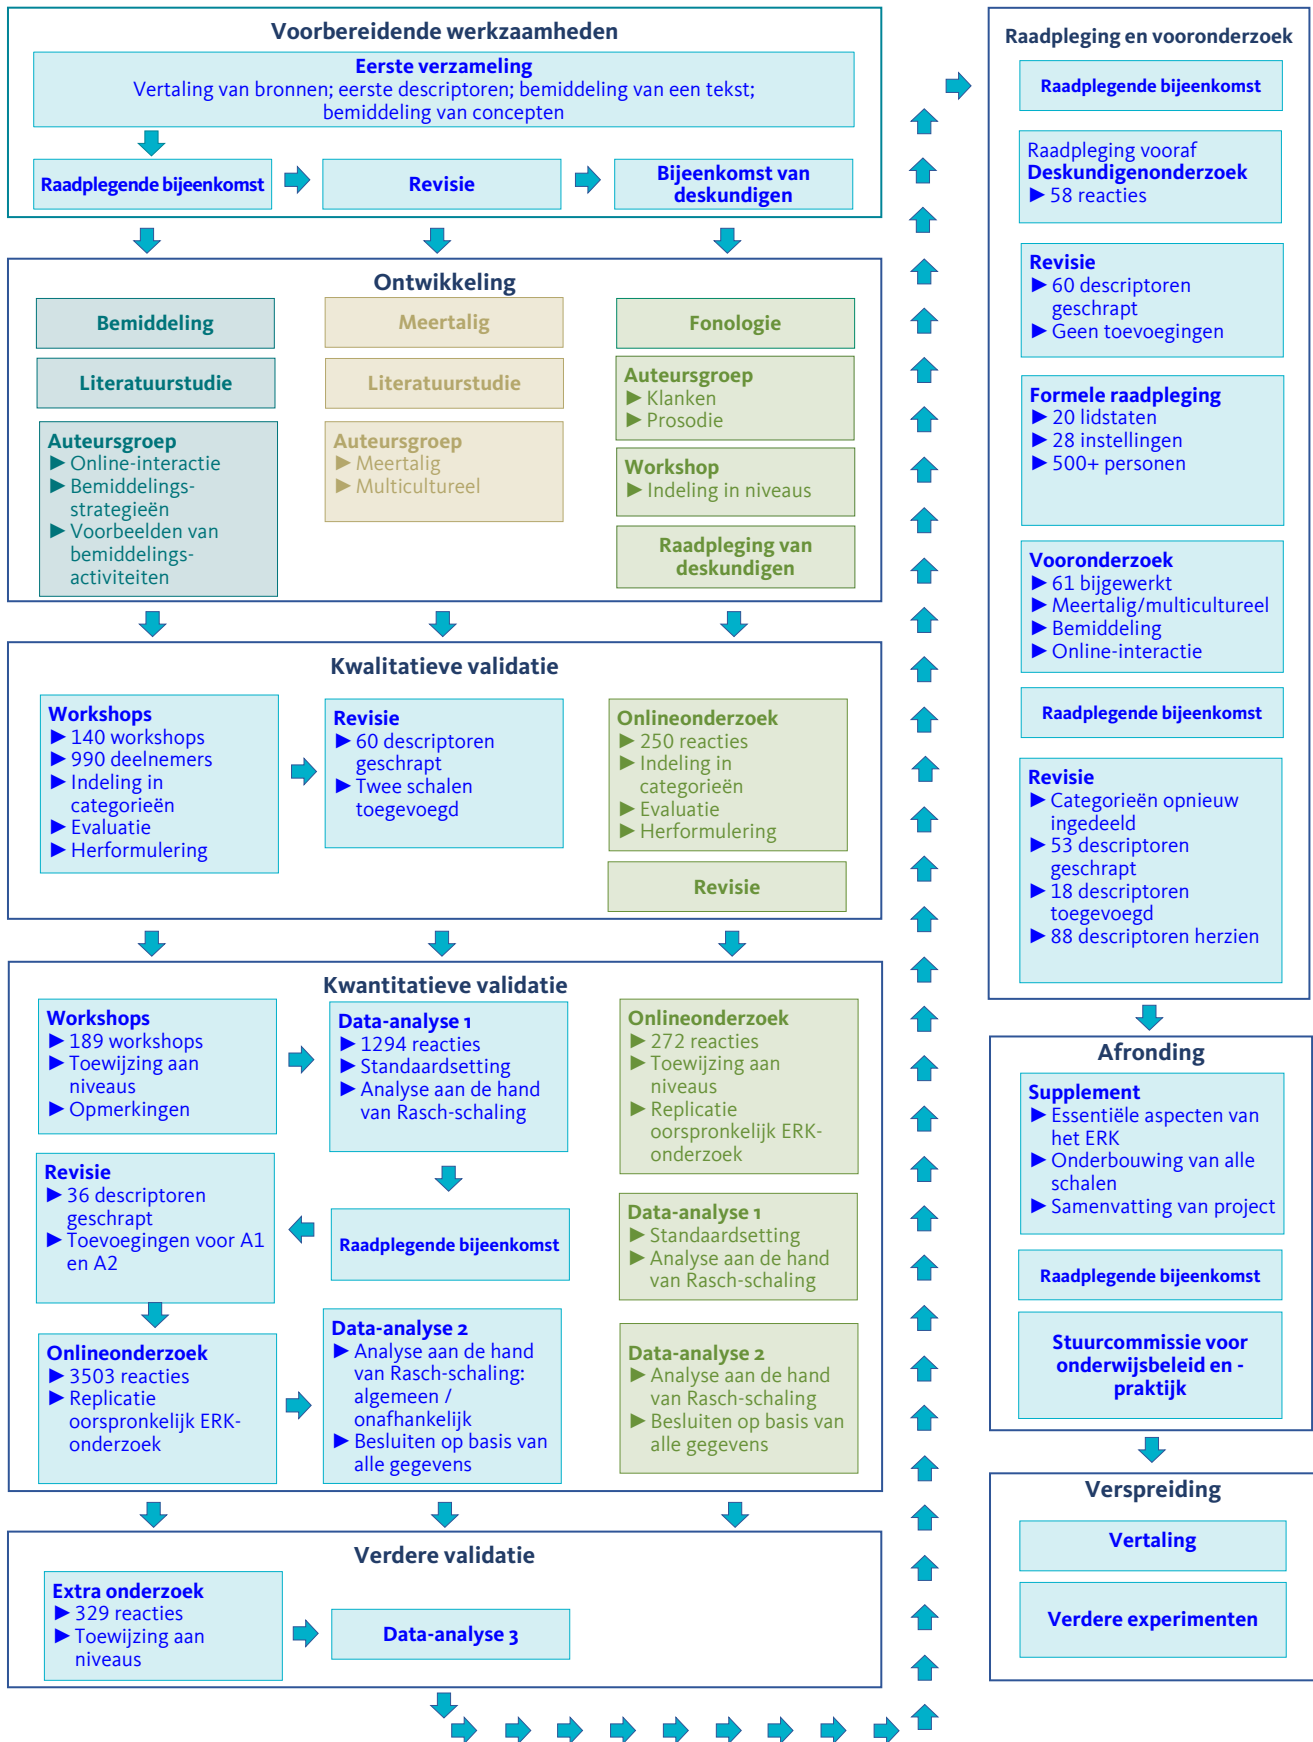 Voorbereidende werkzaamheden
Eerste verzameling
Vertaling van bronnen; eerste descriptoren; bemiddeling van een tekst;
bemiddeling van concepten
Raadplegende bijeenkomst
Revisie
Bijeenkomst van
deskundigen
Ontwikkeling
Bemiddeling
Literatuurstudie
Auteursgroep
► Online-interactie
► Bemiddelings-
strategieën
► Voorbeelden van
bemiddelings-
activiteiten
Meertalig
Literatuurstudie
Auteursgroep
► Meertalig
► Multicultureel
Fonologie
Auteursgroep
► Klanken
► Prosodie
Workshop
► Indeling in niveaus
Raadpleging van
deskundigen
Kwalitatieve validatie
Workshops
► 140 workshops
► 990 deelnemers
► Indeling in
categorieën
► Evaluatie
► Herformulering
Revisie
► 60 descriptoren
geschrapt
► Twee schalen
toegevoegd
Onlineonderzoek
► 250 reacties
► Indeling in
categorieën
► Evaluatie
► Herformulering
Revisie
Kwantitatieve validatie
Workshops
► 189 workshops
► Toewijzing aan
niveaus
► Opmerkingen
Data-analyse 1
► 1294 reacties
► Standaardsetting
► Analyse aan de hand
van Rasch-schaling
Revisie
► 36 descriptoren
geschrapt
► Toevoegingen voor A1
en A2
Raadplegende bijeenkomst
Onlineonderzoek
► 3503 reacties
► Replicatie
oorspronkelijk ERK-
onderzoek
Data-analyse 2
► Analyse aan de hand
van Rasch-schaling:
algemeen /
onafhankelijk
► Besluiten op basis van
alle gegevens
Onlineonderzoek
► 272 reacties
► Toewijzing aan
niveaus
► Replicatie
oorspronkelijk ERK-
onderzoek
Data-analyse 1
► Standaardsetting
► Analyse aan de hand
van Rasch-schaling
Data-analyse 2
► Analyse aan de hand
van Rasch-schaling
► Besluiten op basis van
alle gegevens
Verdere validatie
Extra onderzoek
► 329 reacties
► Toewijzing aan
niveaus
Data-analyse 3
Raadpleging en vooronderzoek
Raadplegende bijeenkomst
Raadpleging vooraf
Deskundigenonderzoek
► 58 reacties
Revisie
► 60 descriptoren
geschrapt
► Geen toevoegingen
Formele raadpleging
► 20 lidstaten
► 28 instellingen
► 500+ personen
Vooronderzoek
► 61 bijgewerkt
► Meertalig/multicultureel
► Bemiddeling
► Online-interactie
Raadplegende bijeenkomst
Revisie
► Categorieën opnieuw
ingedeeld
► 53 descriptoren
geschrapt
► 18 descriptoren
toegevoegd
► 88 descriptoren herzien
Afronding
Supplement
► Essentiële aspecten van
het ERK
► Onderbouwing van alle
schalen
► Samenvatting van project
Raadplegende bijeenkomst
Stuurcommissie voor
onderwijsbeleid en -
praktijk
Verspreiding
Vertaling
Verdere experimenten